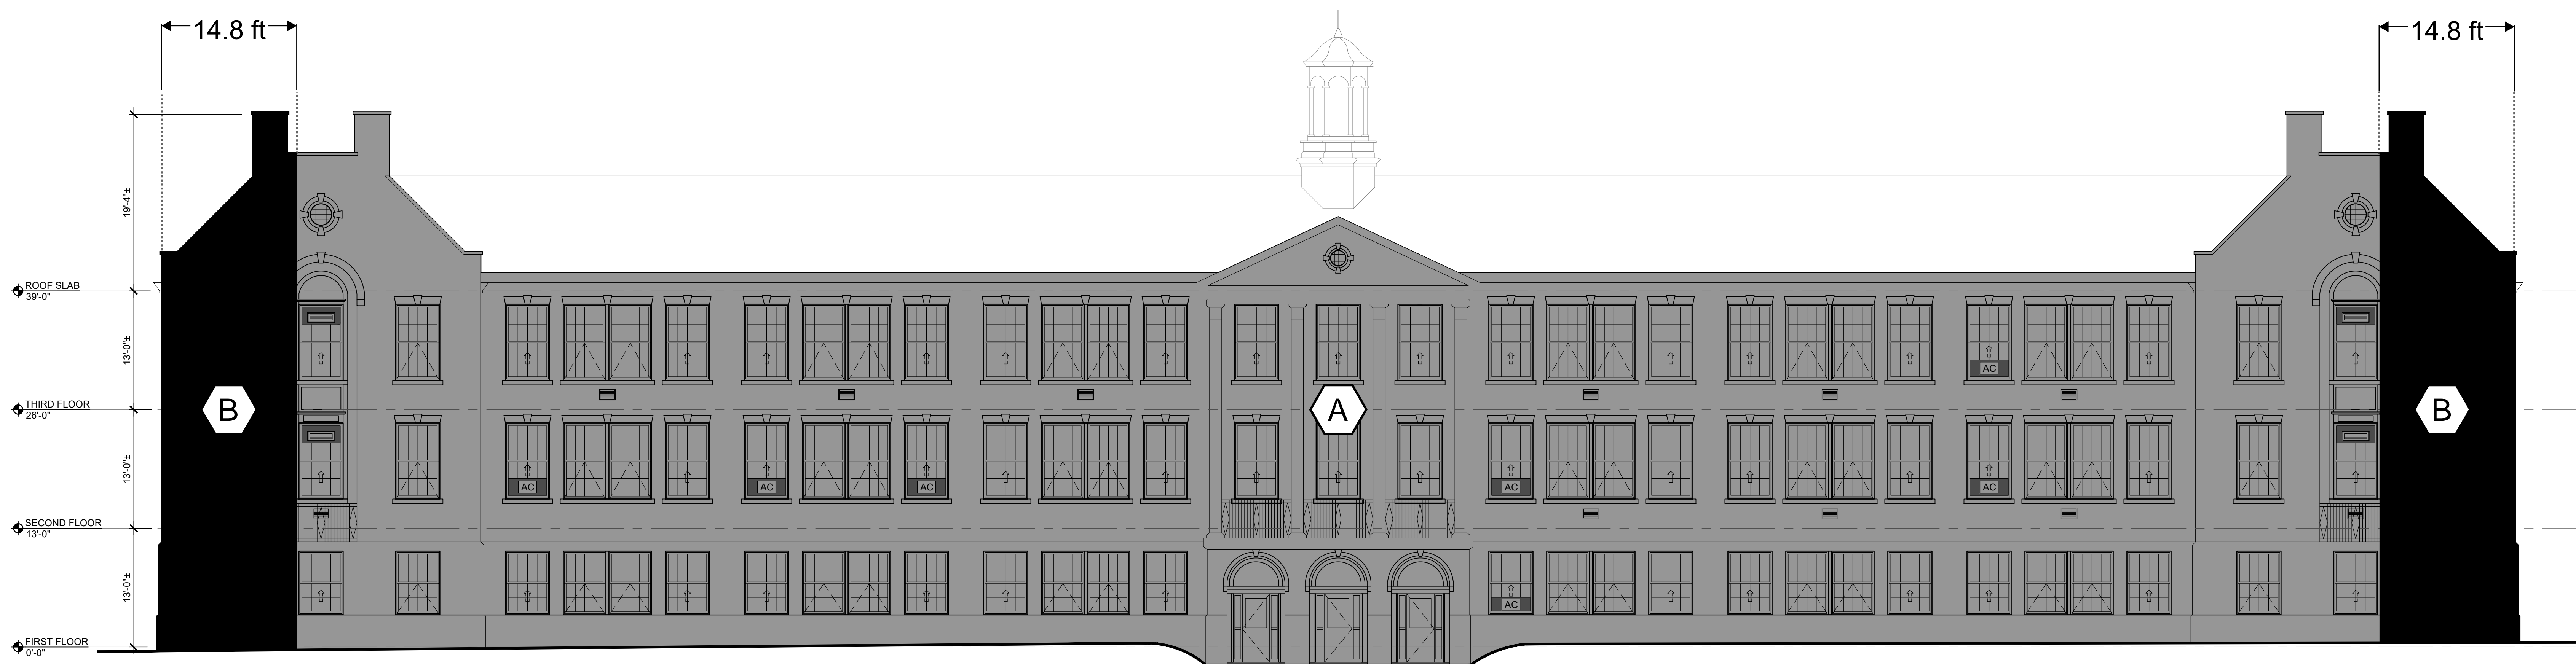 14.8 ft
14.8 ft
19'-4"±
ROOF SLAB
39'-0"
13'-0"±
AC
B
THIRD FLOOR
26'-0"
A
B
13'-0"±
AC
AC
AC
AC
AC
SECOND FLOOR
13'-0"
13'-0"±
AC
FIRST FLOOR
0'-0"